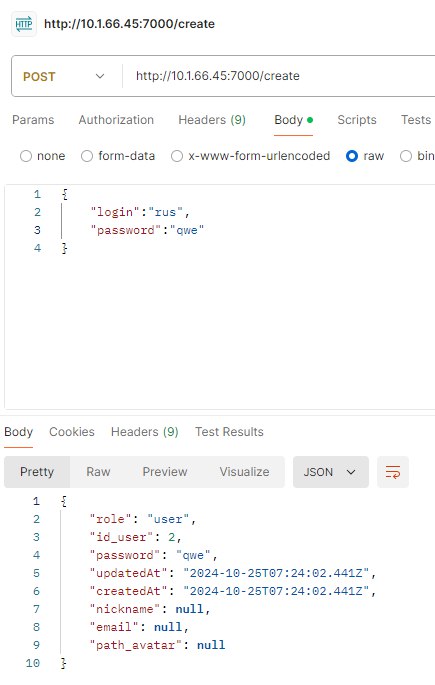 HTTP http://10.1.66.45:7000/create
POST http://10.1.66.45:7000/create
Params Authorization Headers (9) Body Scripts Tests
none form-data x-www-form-urlencoded raw bin
1 {
2 "login":"rus",
3 "password":"qwe"
4 }
Body Cookies Headers (9) Test Results
Pretty Raw Preview Visualize JSON
1 {
2 "role": "user",
3 "id_user": 2,
4 "password": "qwe",
5 "updatedAt": "2024-10-25T07:24:02.441Z",
6 "createdAt": "2024-10-25T07:24:02.441Z",
7 "nickname": null,
8 "email": null,
9 "path_avatar": null
10 }